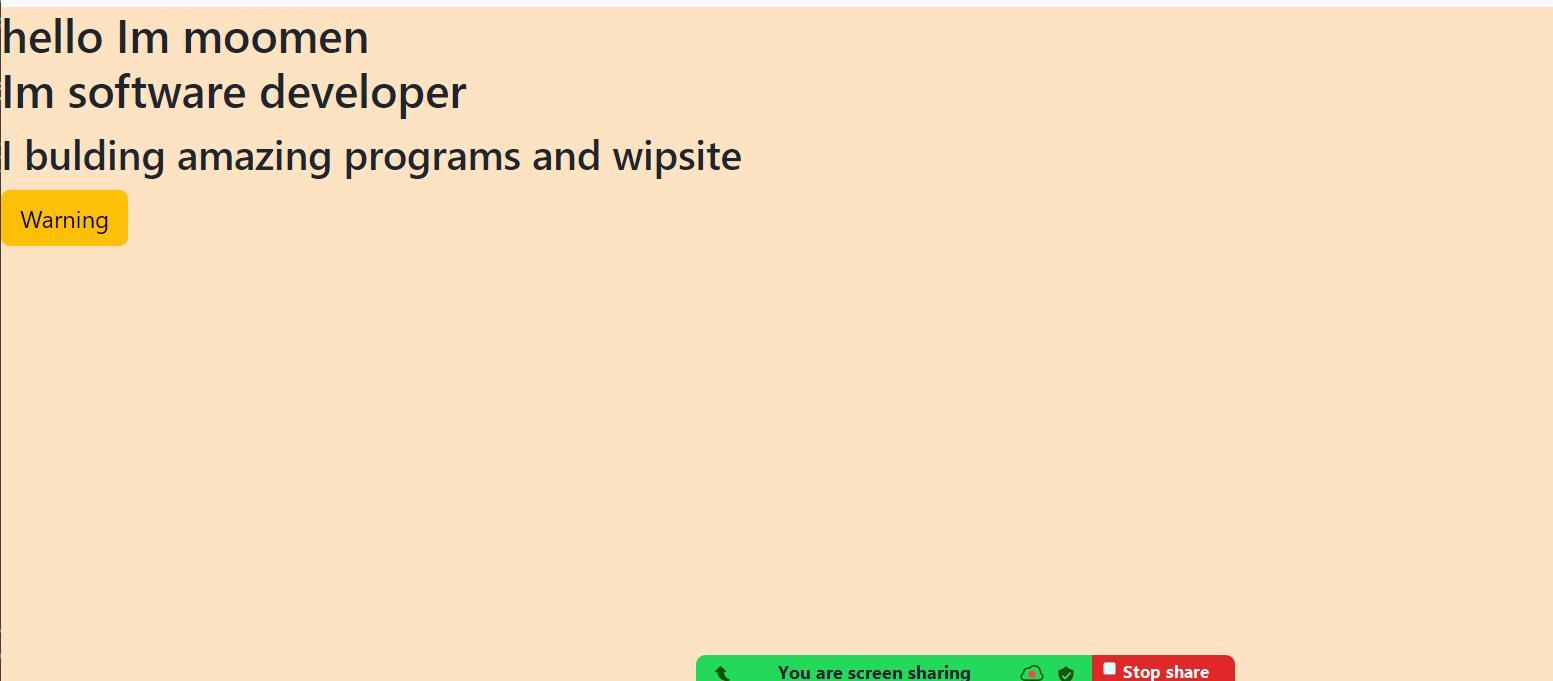 hello Im moomen
Im software developer
I bulding amazing programs and wipsite
Warning
You are screen sharing
Stop share